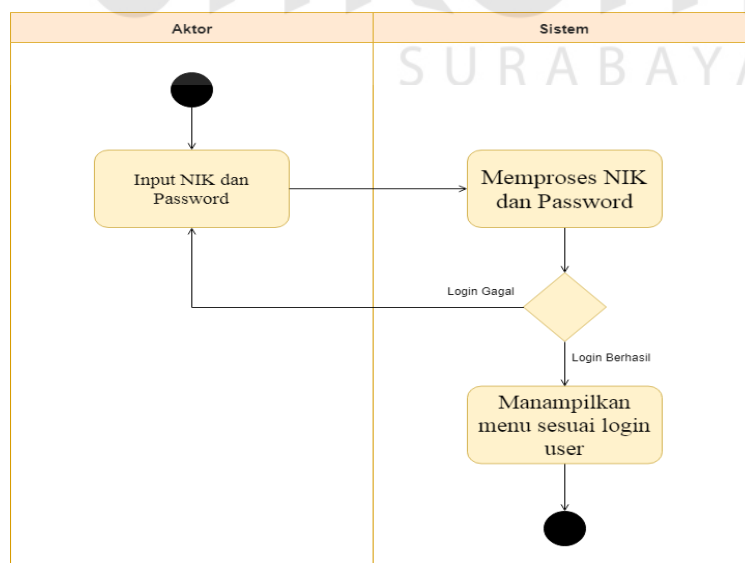 Aktor
Sistem
SURABAYA
Input NIK dan
Password
Memproses NIK
dan Password
Login Gagal
Login Berhasil
Manampilkan
menu sesuai login
user